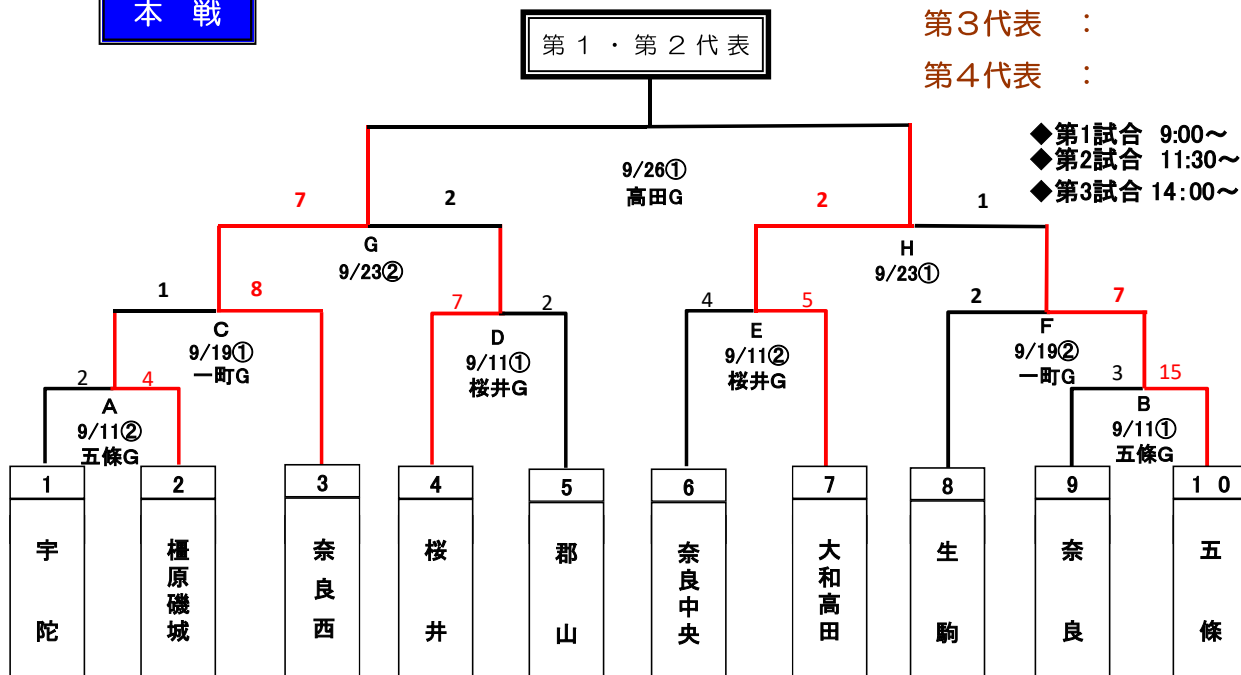 本 戦
第１・第２代表
第３代表 ：
第４代表 ：
◆第1試合 9:00～
◆第2試合 11:30～
◆第3試合 14:00～
9/26①
高田G
7
2
2
1
G
9/23②
H
9/23①
1
8
7
2
4
5
2
7
C
9/19①
一町G
D
9/11①
桜井G
E
9/11②
桜井G
F
9/19②
一町G
2
4
3
15
A
9/11②
五條G
B
9/11①
五條G
1
2
3
4
5
6
7
8
9
１０
宇陀
橿原磯城
奈良西
桜井
郡山
奈良中央
大和高田
生駒
奈良
五條